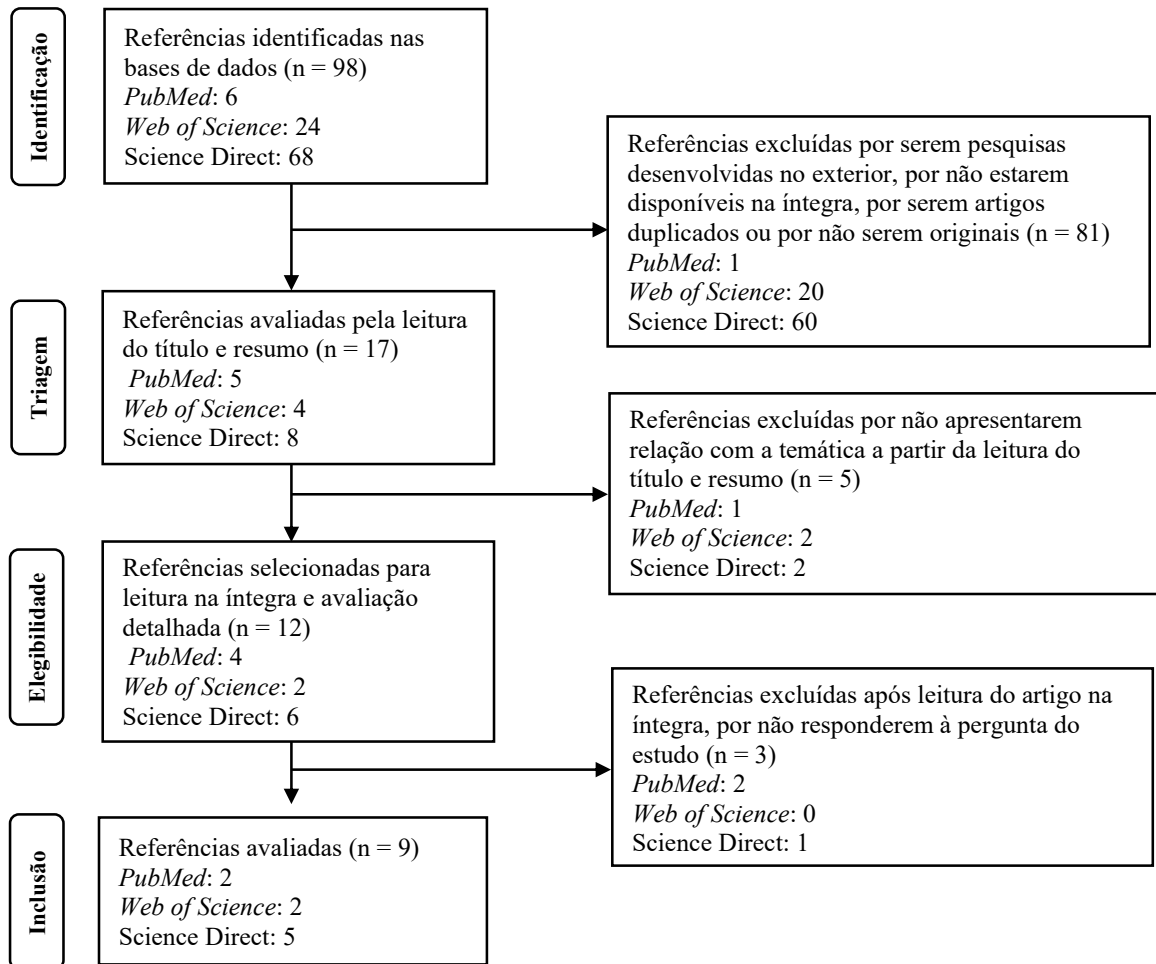 Identificação
Referências identificadas nas
bases de dados (n = 98)
PubMed: 6
Web of Science: 24
Science Direct: 68
Referências excluídas por serem pesquisas
desenvolvidas no exterior, por não estarem
disponíveis na íntegra, por serem artigos
duplicados ou por não serem originais (n = 81)
PubMed: 1
Web of Science: 20
Science Direct: 60
Triagem
Referências avaliadas pela leitura
do título e resumo (n = 17)
PubMed: 5
Web of Science: 4
Science Direct: 8
Referências excluídas por não apresentarem
relação com a temática a partir da leitura do
título e resumo (n = 5)
PubMed: 1
Web of Science: 2
Science Direct: 2
Elegibilidade
Referências selecionadas para
leitura na íntegra e avaliação
detalhada (n = 12)
PubMed: 4
Web of Science: 2
Science Direct: 6
Referências excluídas após leitura do artigo na
íntegra, por não responderem à pergunta do
estudo (n = 3)
PubMed: 2
Web of Science: 0
Science Direct: 1
Inclusão
Referências avaliadas (n = 9)
PubMed: 2
Web of Science: 2
Science Direct: 5